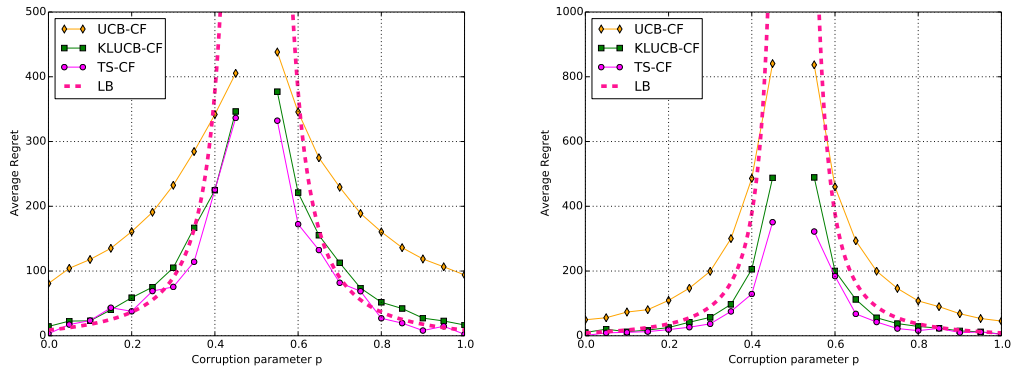 500
400
300
200
100
0
Average Regret
UCB-CF
KLUCB-CF
TS-CF
LB
0.0 0.2 0.4 0.6 0.8 1.0
Corruption parameter p
1000
800
600
400
200
0
Average Regret
UCB-CF
KLUCB-CF
TS-CF
LB
0.0 0.2 0.4 0.6 0.8 1.0
Corruption parameter p